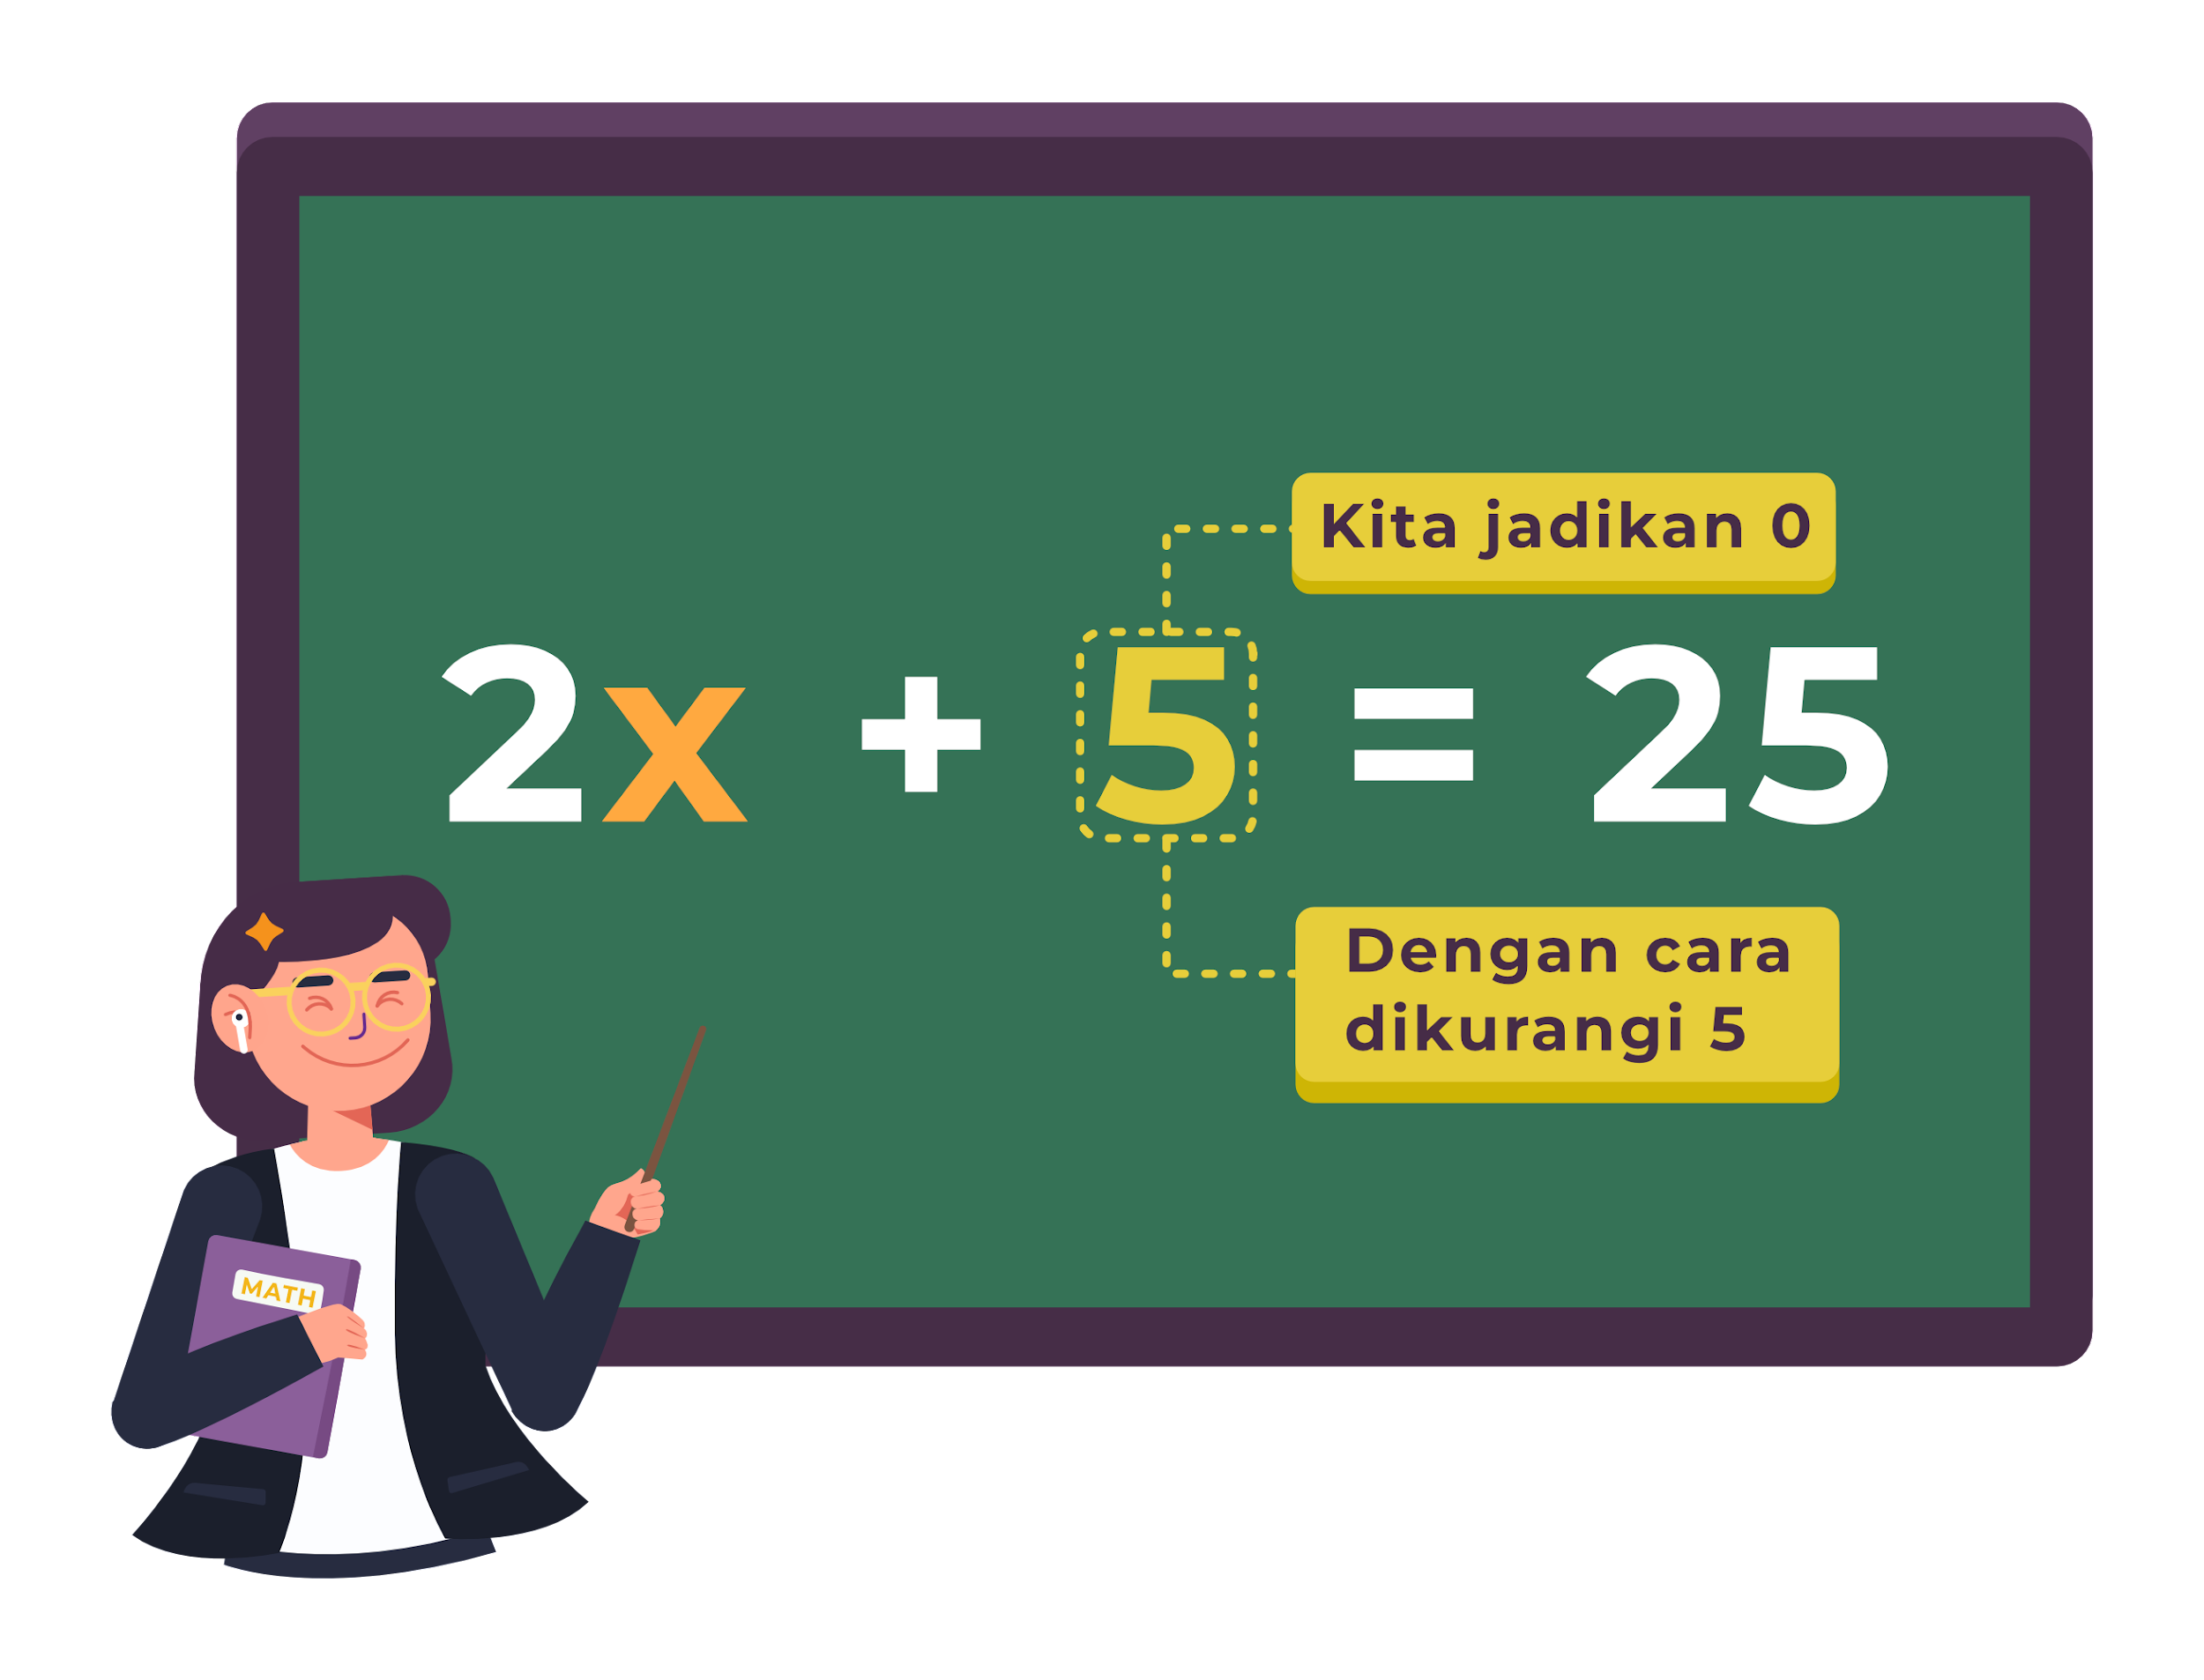 Kita jadikan 0
2x + 5 = 25
Dengan cara
dikurangi 5
MATH